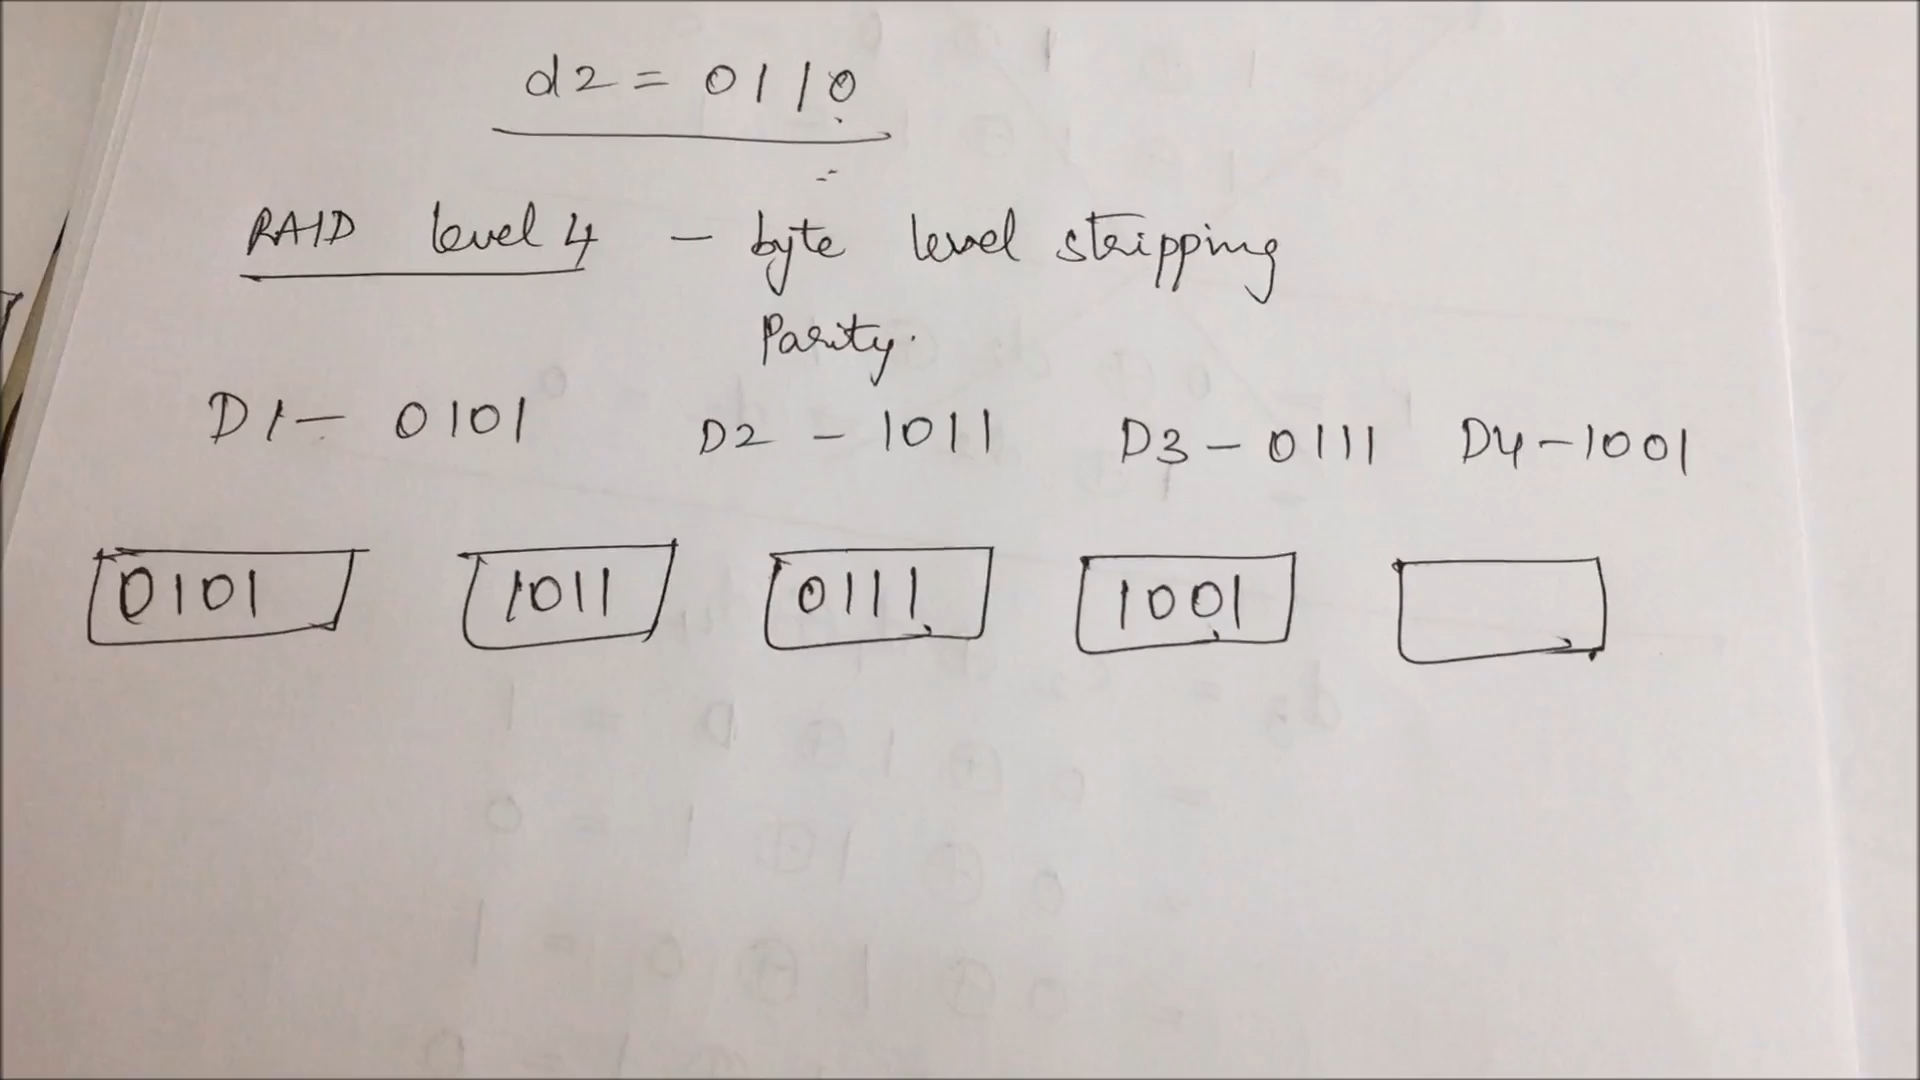 d2 = 0110
RAID level 4 - byte level stripping
Parity.
D1- 0101 D2 - 1011 D3-0111 D4-1001
0101 1011 0111 1001